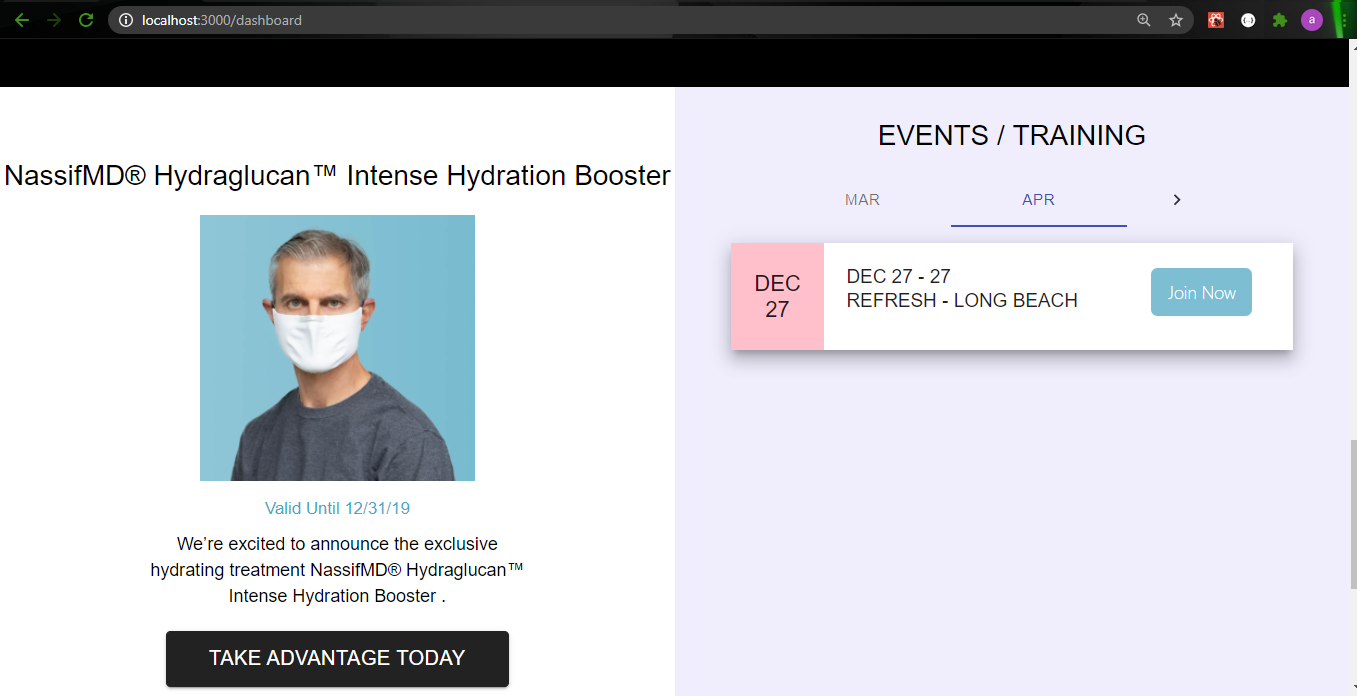 localhost:3000/dashboard
a
NassifMD® Hydraglucan™ Intense Hydration Booster
Valid Until 12/31/19
We’re excited to announce the exclusive
hydrating treatment NassifMD® Hydraglucan™
Intense Hydration Booster .
TAKE ADVANTAGE TODAY
EVENTS / TRAINING
MAR
APR
DEC
27
DEC 27 - 27
REFRESH - LONG BEACH
Join Now